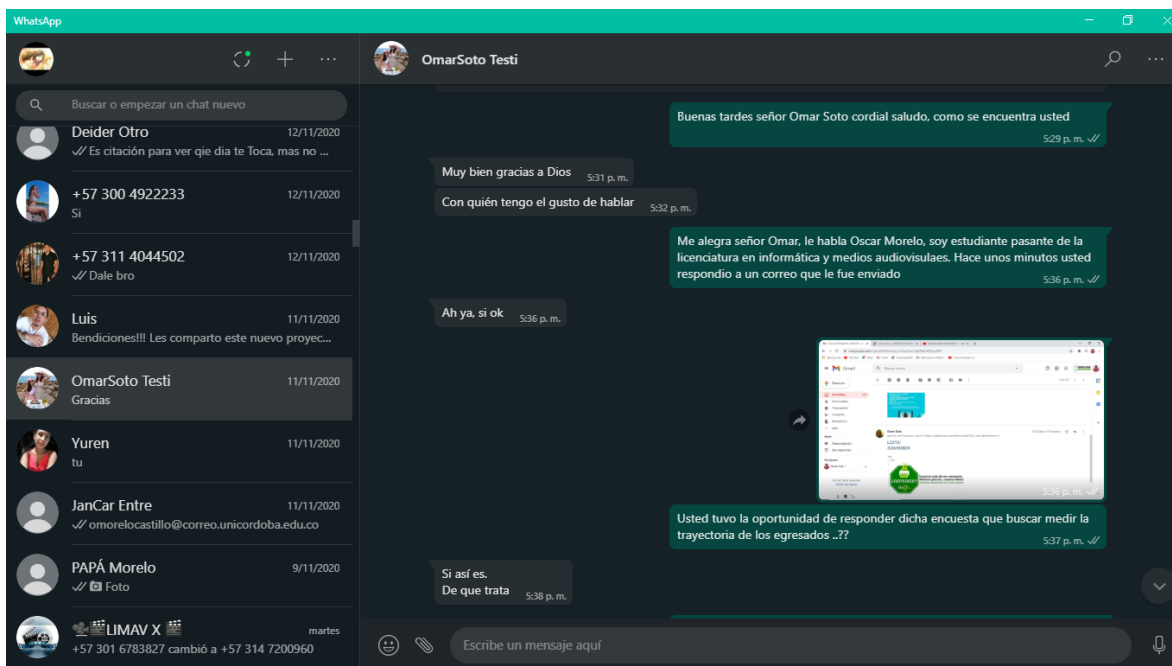 WhatsApp
OmarSoto Testi
Buscar o empezar un chat nuevo
Deider Otro 12/11/2020
Es citación para ver qie dia te Toca, mas no ...
+57 300 4922233 12/11/2020
Si
+57 311 4044502 12/11/2020
Dale bro
Luis 11/11/2020
Bendiciones!!! Les comparto este nuevo proyec...
OmarSoto Testi 11/11/2020
Gracias
Yuren 11/11/2020
tu
JanCar Entre 11/11/2020
omorelocastillo@correo.unicordoba.edu.co
PAPÁ Morelo 9/11/2020
Foto
LIMAV X martes
+57 301 6783827 cambió a +57 314 7200960
Buenas tardes señor Omar Soto cordial saludo, como se encuentra usted
5:29 p. m.
Muy bien gracias a Dios 5:31 p. m.
Con quién tengo el gusto de hablar 5:32 p. m.
Me alegra señor Omar, le habla Oscar Morelo, soy estudiante pasante de la
licenciatura en informática y medios audiovisulaes. Hace unos minutos usted
respondio a un correo que le fue enviado 5:36 p. m.
Ah ya, si ok 5:36 p. m.
Gmail
5:36 p. m.
Usted tuvo la oportunidad de responder dicha encuesta que buscar medir la
trayectoria de los egresados ..?? 5:37 p. m.
Si así es.
De que trata 5:38 p. m.
Escribe un mensaje aquí